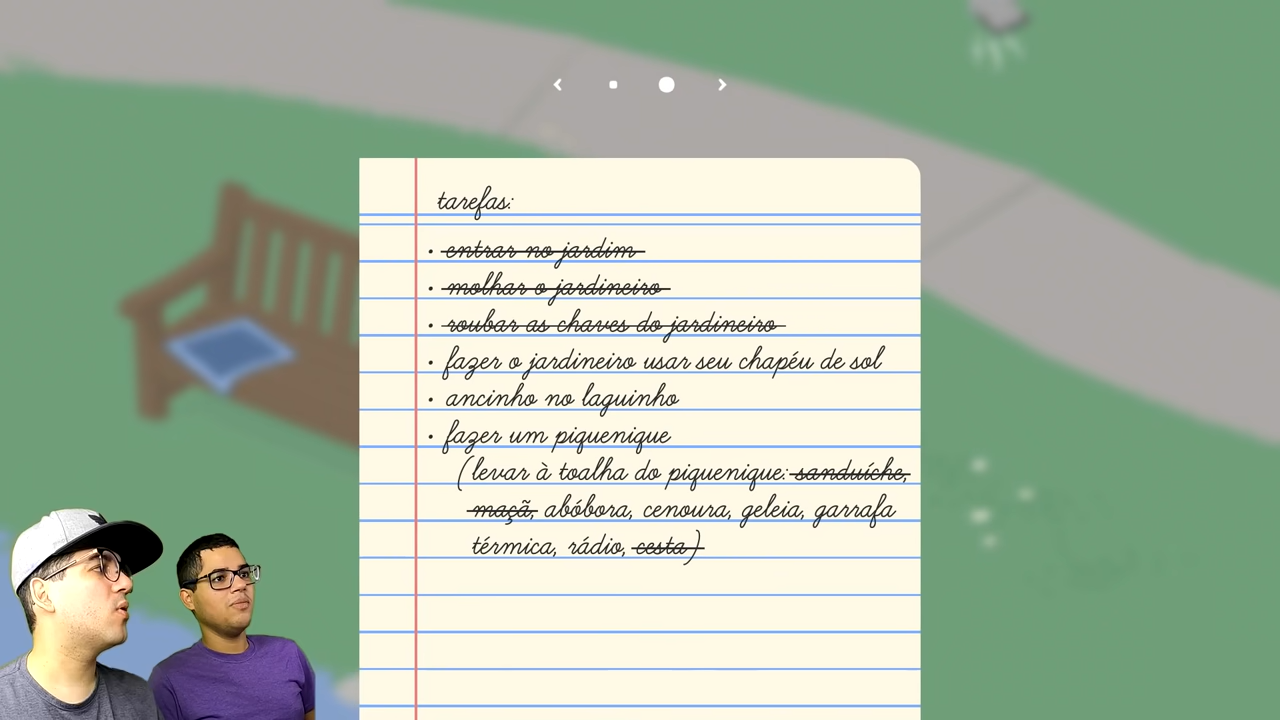 tarefas:
• entrar no jardim
• molhar o jardineiro
• roubar as chaves do jardineiro
• fazer o jardineiro usar seu chapéu de sol
• ancinho no laguinho
• fazer um piquenique
(levar à toalha do piquenique: sanduíche,
maçã, abóbora, cenoura, geleia, garrafa
térmica, rádio, cesta)